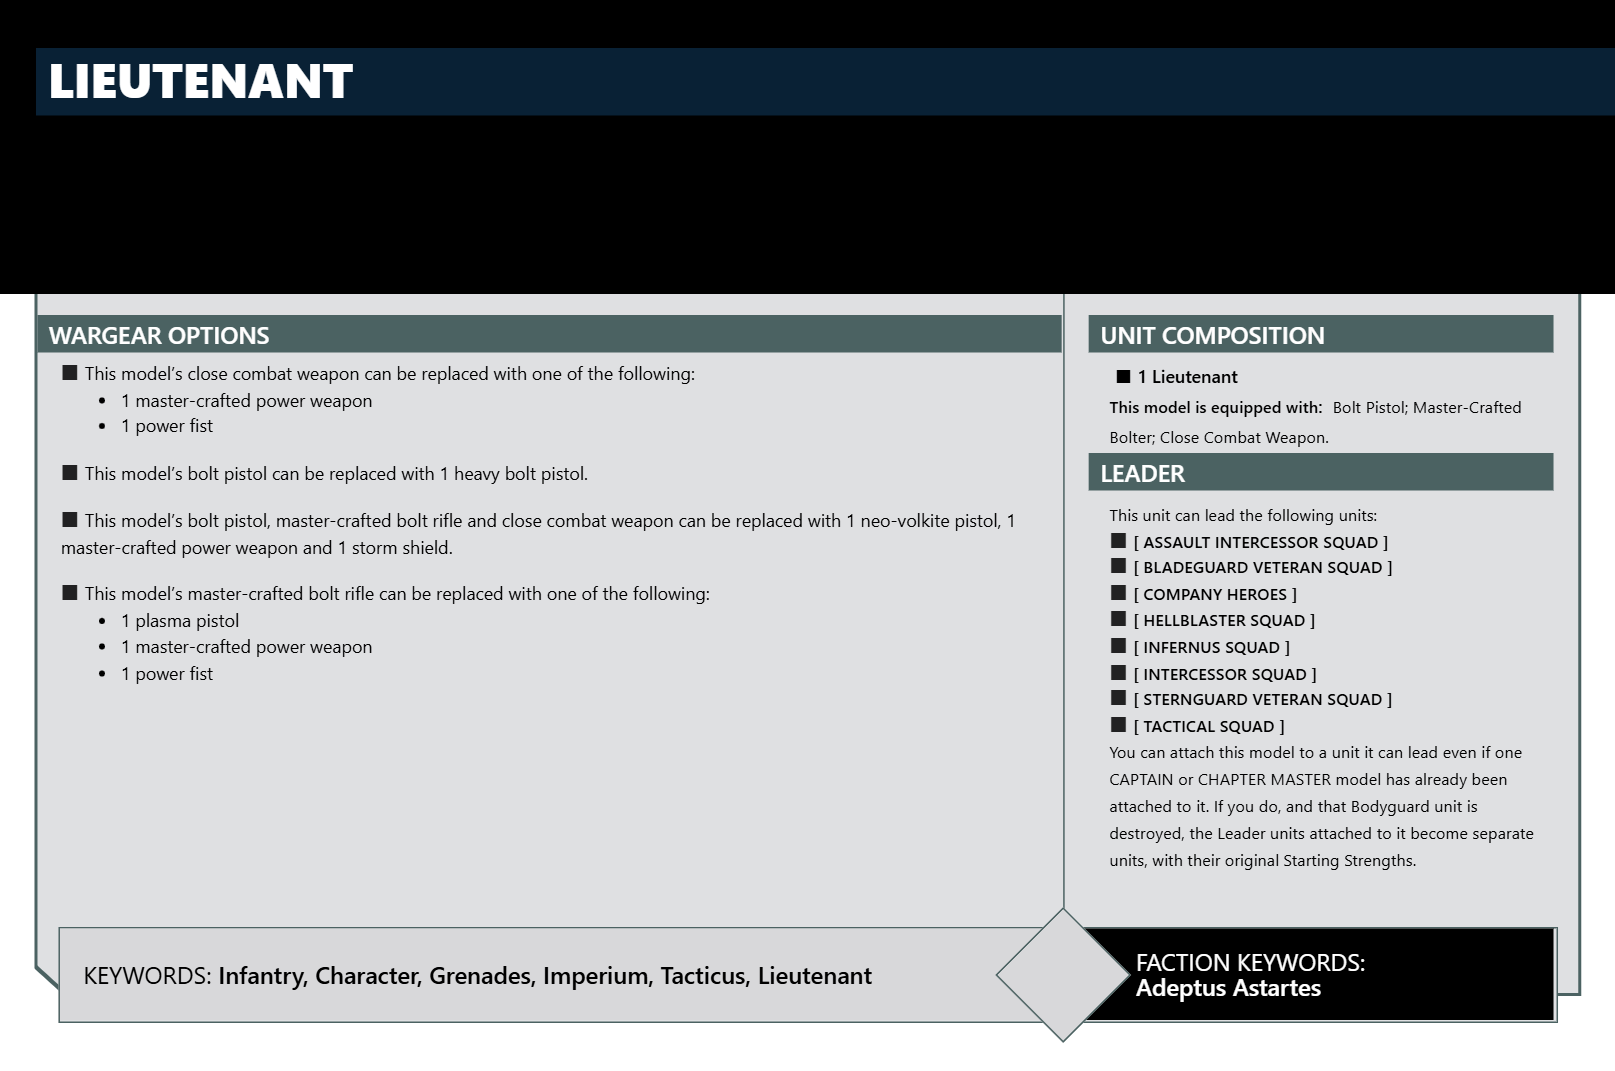 LIEUTENANT
WARGEAR OPTIONS
■ This model’s close combat weapon can be replaced with one of the following:
• 1 master-crafted power weapon
• 1 power fist
■ This model’s bolt pistol can be replaced with 1 heavy bolt pistol.
■ This model’s bolt pistol, master-crafted bolt rifle and close combat weapon can be replaced with 1 neo-volkite pistol, 1
master-crafted power weapon and 1 storm shield.
■ This model’s master-crafted bolt rifle can be replaced with one of the following:
• 1 plasma pistol
• 1 master-crafted power weapon
• 1 power fist
UNIT COMPOSITION
■ 1 Lieutenant
This model is equipped with: Bolt Pistol; Master-Crafted
Bolter; Close Combat Weapon.
LEADER
This unit can lead the following units:
■ [ ASSAULT INTERCESSOR SQUAD ]
■ [ BLADEGUARD VETERAN SQUAD ]
■ [ COMPANY HEROES ]
■ [ HELLBLASTER SQUAD ]
■ [ INFERNUS SQUAD ]
■ [ INTERCESSOR SQUAD ]
■ [ STERNGUARD VETERAN SQUAD ]
■ [ TACTICAL SQUAD ]
You can attach this model to a unit it can lead even if one
CAPTAIN or CHAPTER MASTER model has already been
attached to it. If you do, and that Bodyguard unit is
destroyed, the Leader units attached to it become separate
units, with their original Starting Strengths.
KEYWORDS: Infantry, Character, Grenades, Imperium, Tacticus, Lieutenant
FACTION KEYWORDS:
Adeptus Astartes